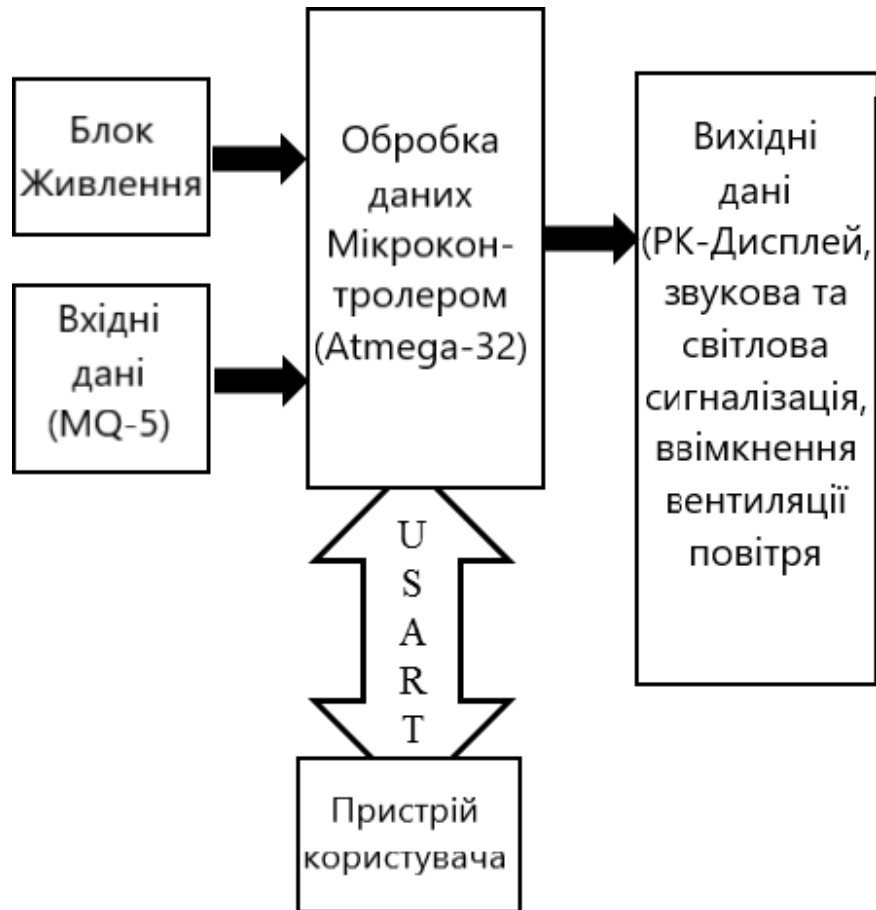 Блок
Живлення
Вхідні
дані
(MQ-5)
Обробка
даних
Мікрокон-
тролером
(Atmega-32)
Вихідні
дані
(РК-Дисплей,
звукова та
світлова
сигналізація,
ввімкнення
вентиляції
повітря
U
S
A
R
T
Пристрій
користувача